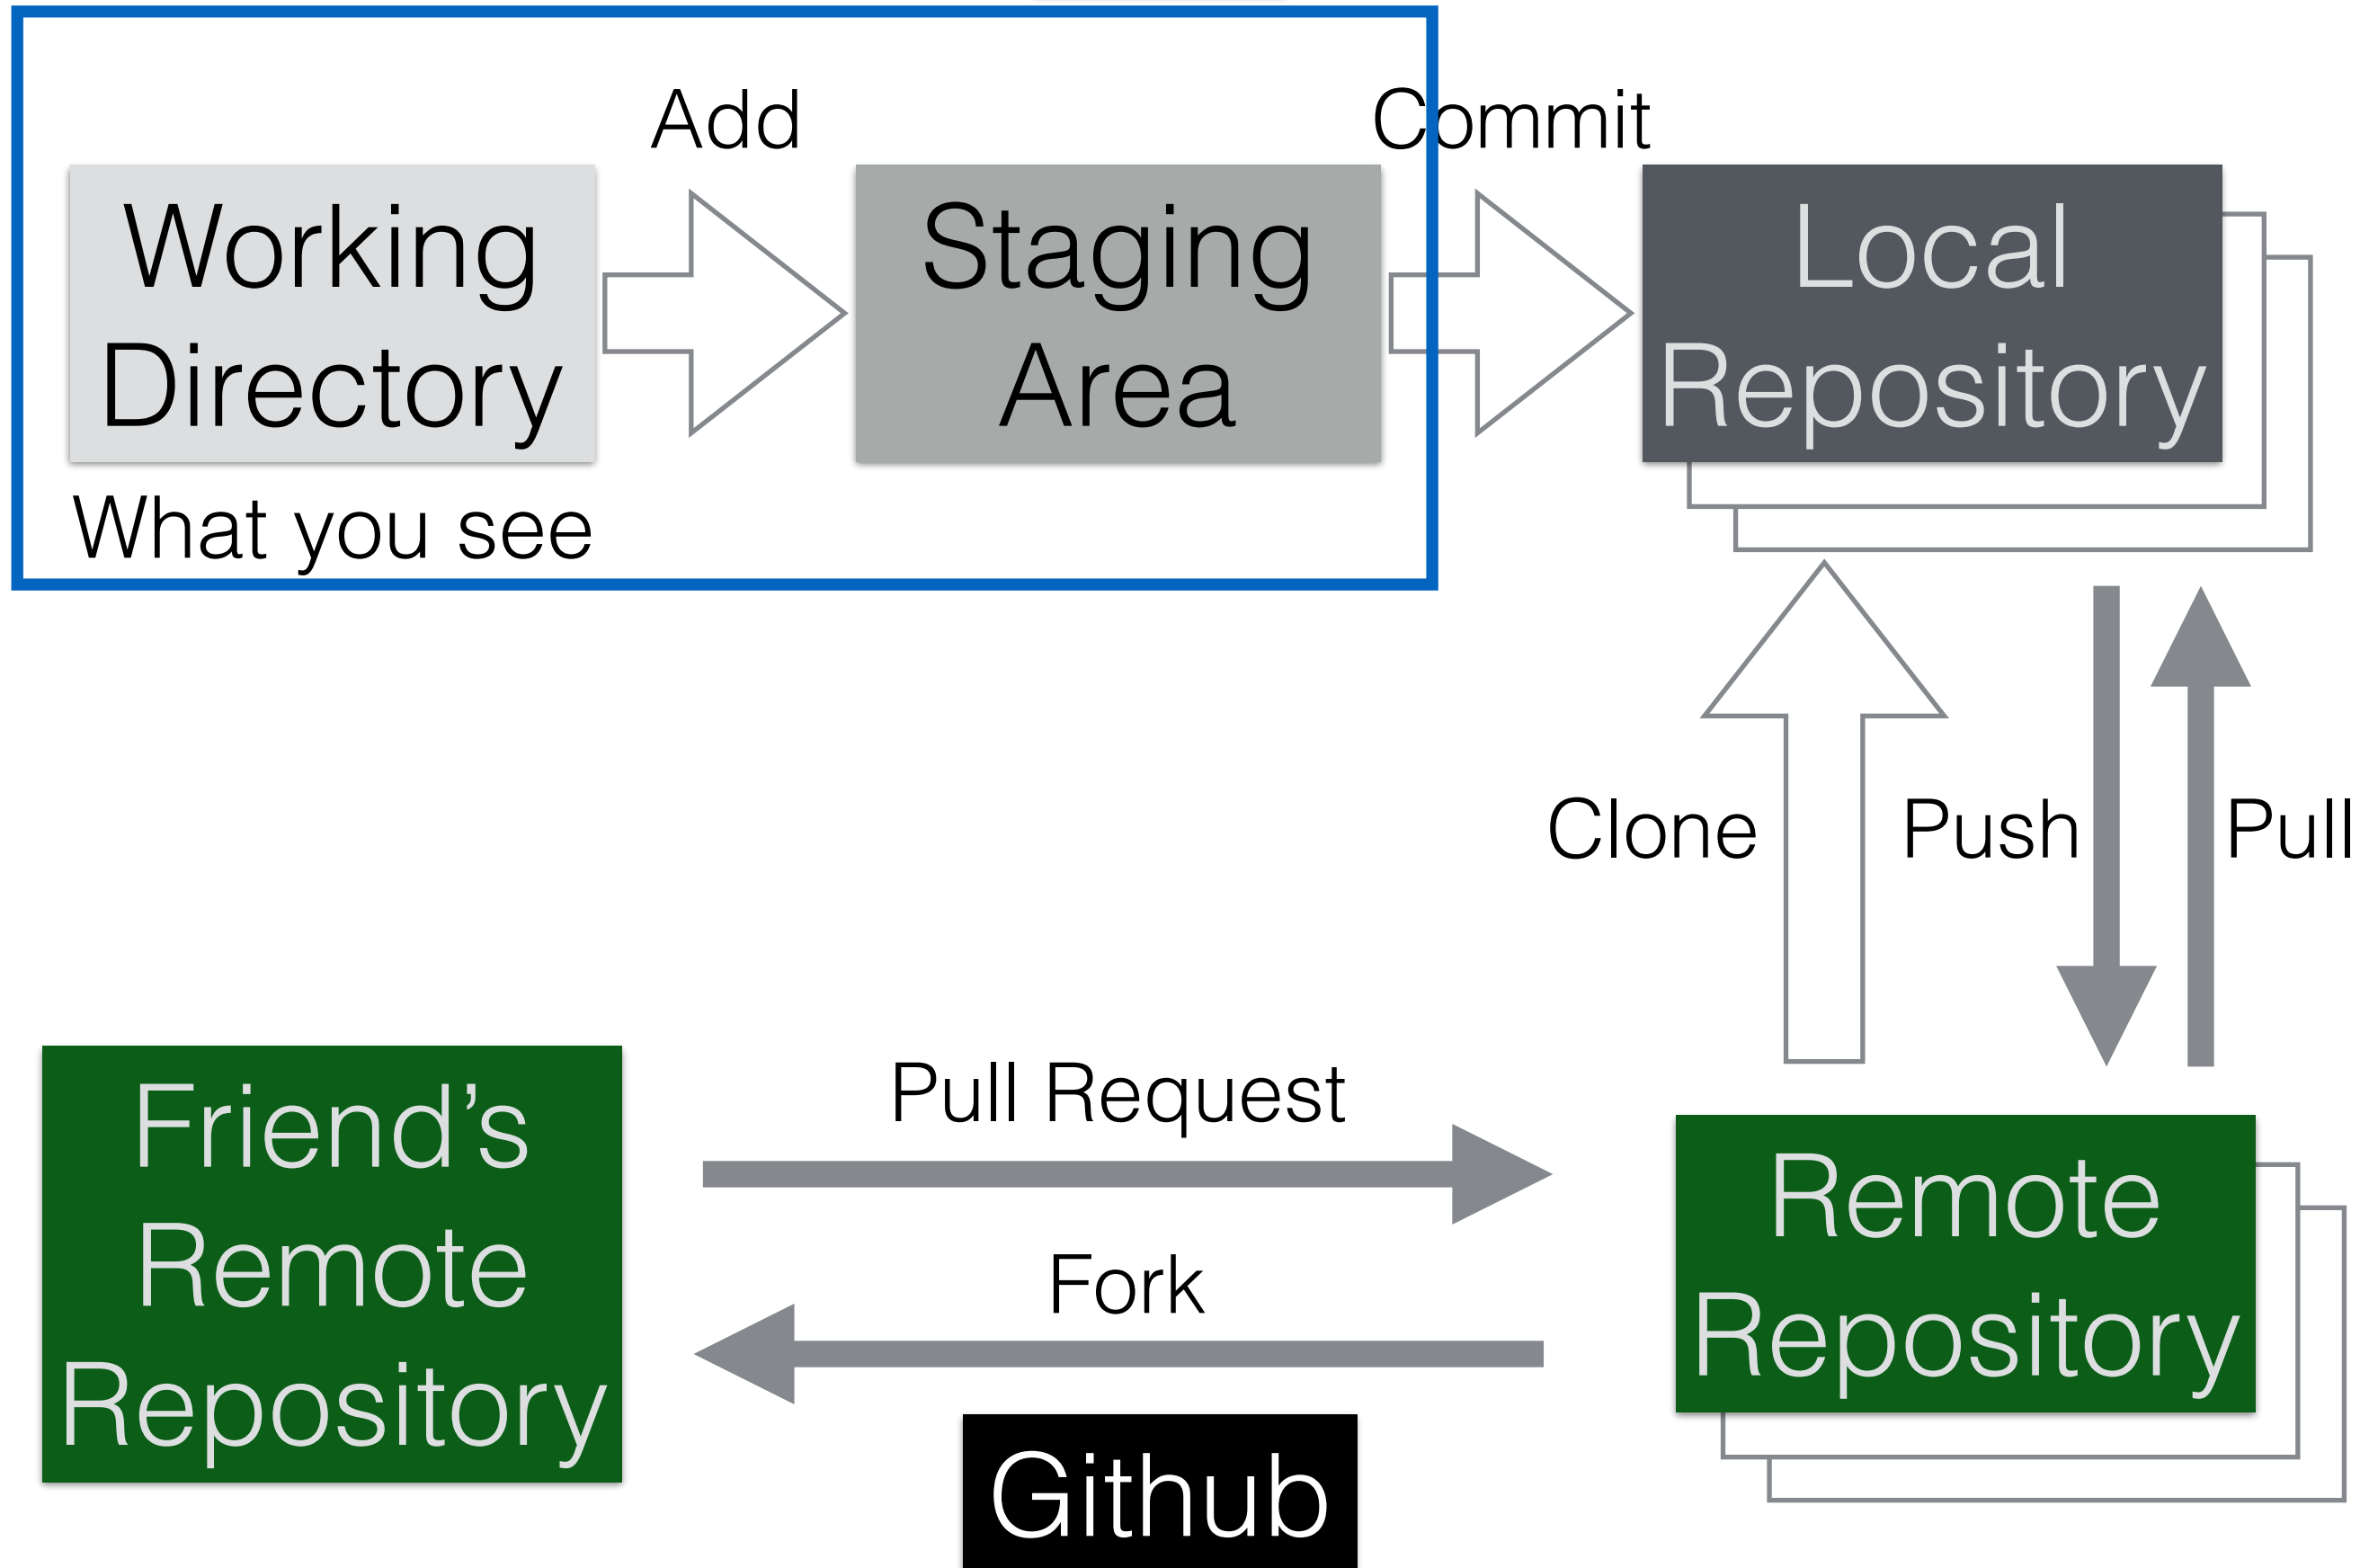 Add
Commit
Working
Directory
Staging
Area
Local
Repository
What you see
Clone
Push
Pull
Friend's
Remote
Repository
Pull Request
Fork
Remote
Repository
Github